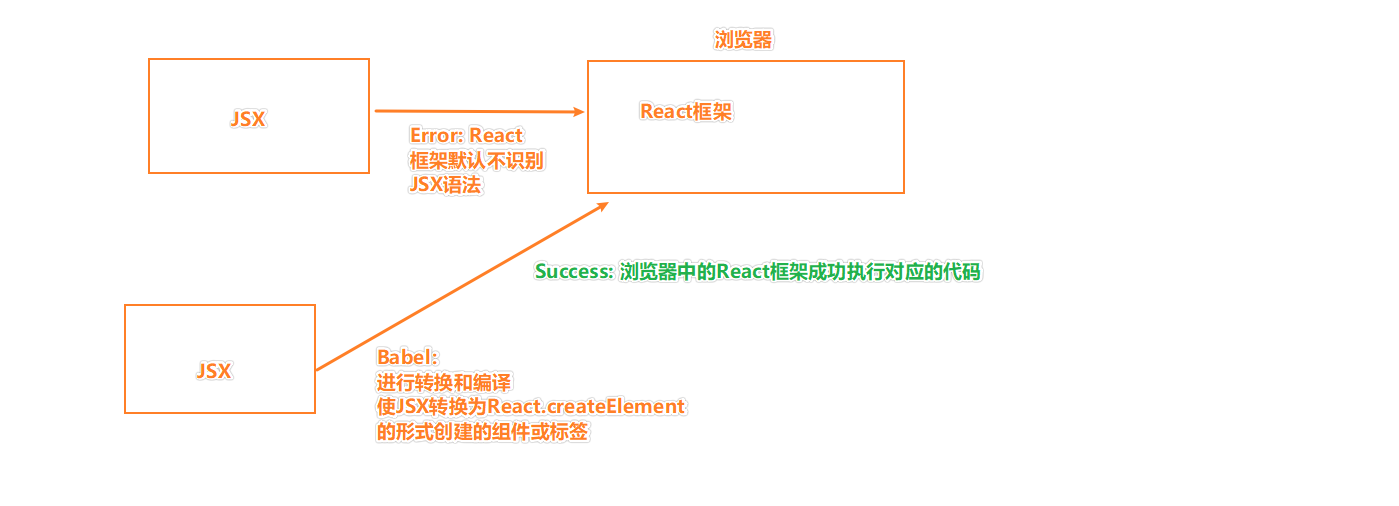 浏览器
JSX
React框架
Error: React
框架默认不识别
JSX语法
Success: 浏览器中的React框架成功执行对应的代码
JSX
Babel:
进行转换和编译
使JSX转换为React.createElement
的形式创建的组件或标签